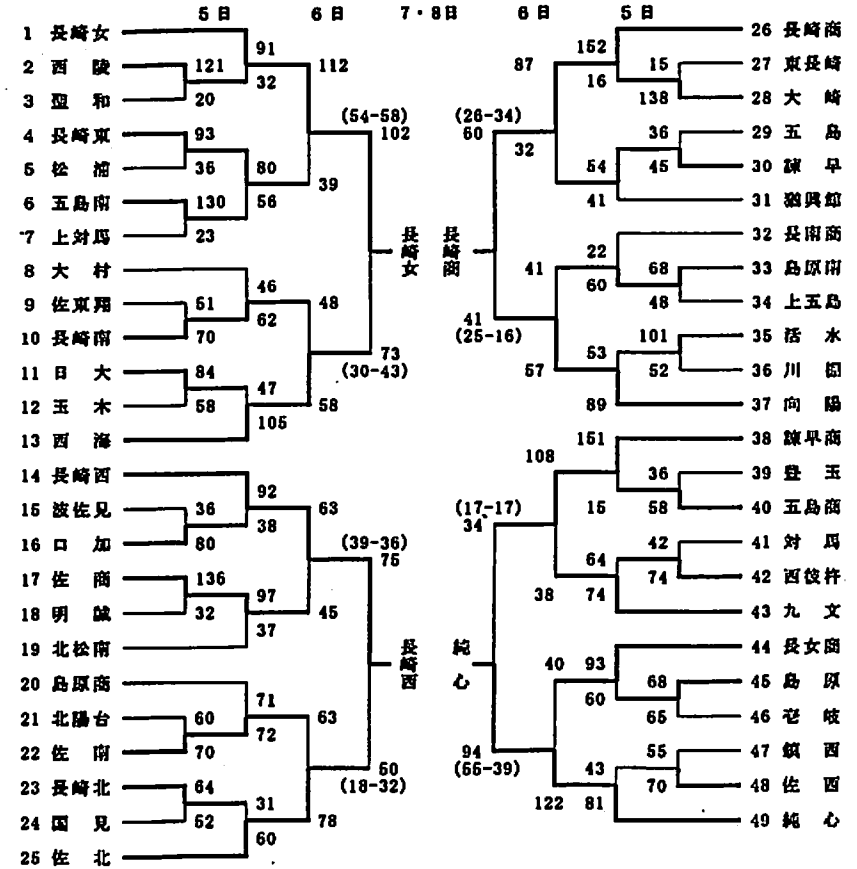 5日 6日 7・8日 6日 5日
1 長崎女
91
2 西陵 121
32
112
3 聖和 20
(54-58)
102
4 長崎東 93
5 松浦 36
80
39
6 五島南 130
56
7 上対馬 23
長崎女
8 大村
46
9 佐東翔 51
62
48
10 長崎南 70
73
(30-43)
11 日大 84
47
12 玉木 58
105
58
13 西海
14 長崎西
92
15 波佐見 36
38
63
16 口加 80
(39-36)
75
17 佐商 136
97
18 明誠 32
37
45
19 北松南
長崎西
20 島原商
71
21 北陽台 60
72
63
22 佐南 70
50
(18-32)
23 長崎北 64
31
24 国見 52
60
78
25 佐北
26 長崎商
152
87
15 27 東長崎
16
138 28 大崎
(26-34)
60
36 29 五島
32
54
45 30 諫早
41
31 猶興館
長崎商
32 長南商
22
41
68 33 島原南
60
48 34 上五島
41
(25-16)
101 35 活水
53
57
52 36 川棚
89
37 向陽
151
38 諫早商
108
36 39 登玉
15
58 40 五島商
(17-17)
34
42 41 対馬
64
38
74
74 42 西彼杵
43 九文
純心
44 長女商
40 93
68 45 島原
60
65 46 壱岐
94
(55-39)
55 47 鎮西
43
70 48 佐西
122 81
49 純心